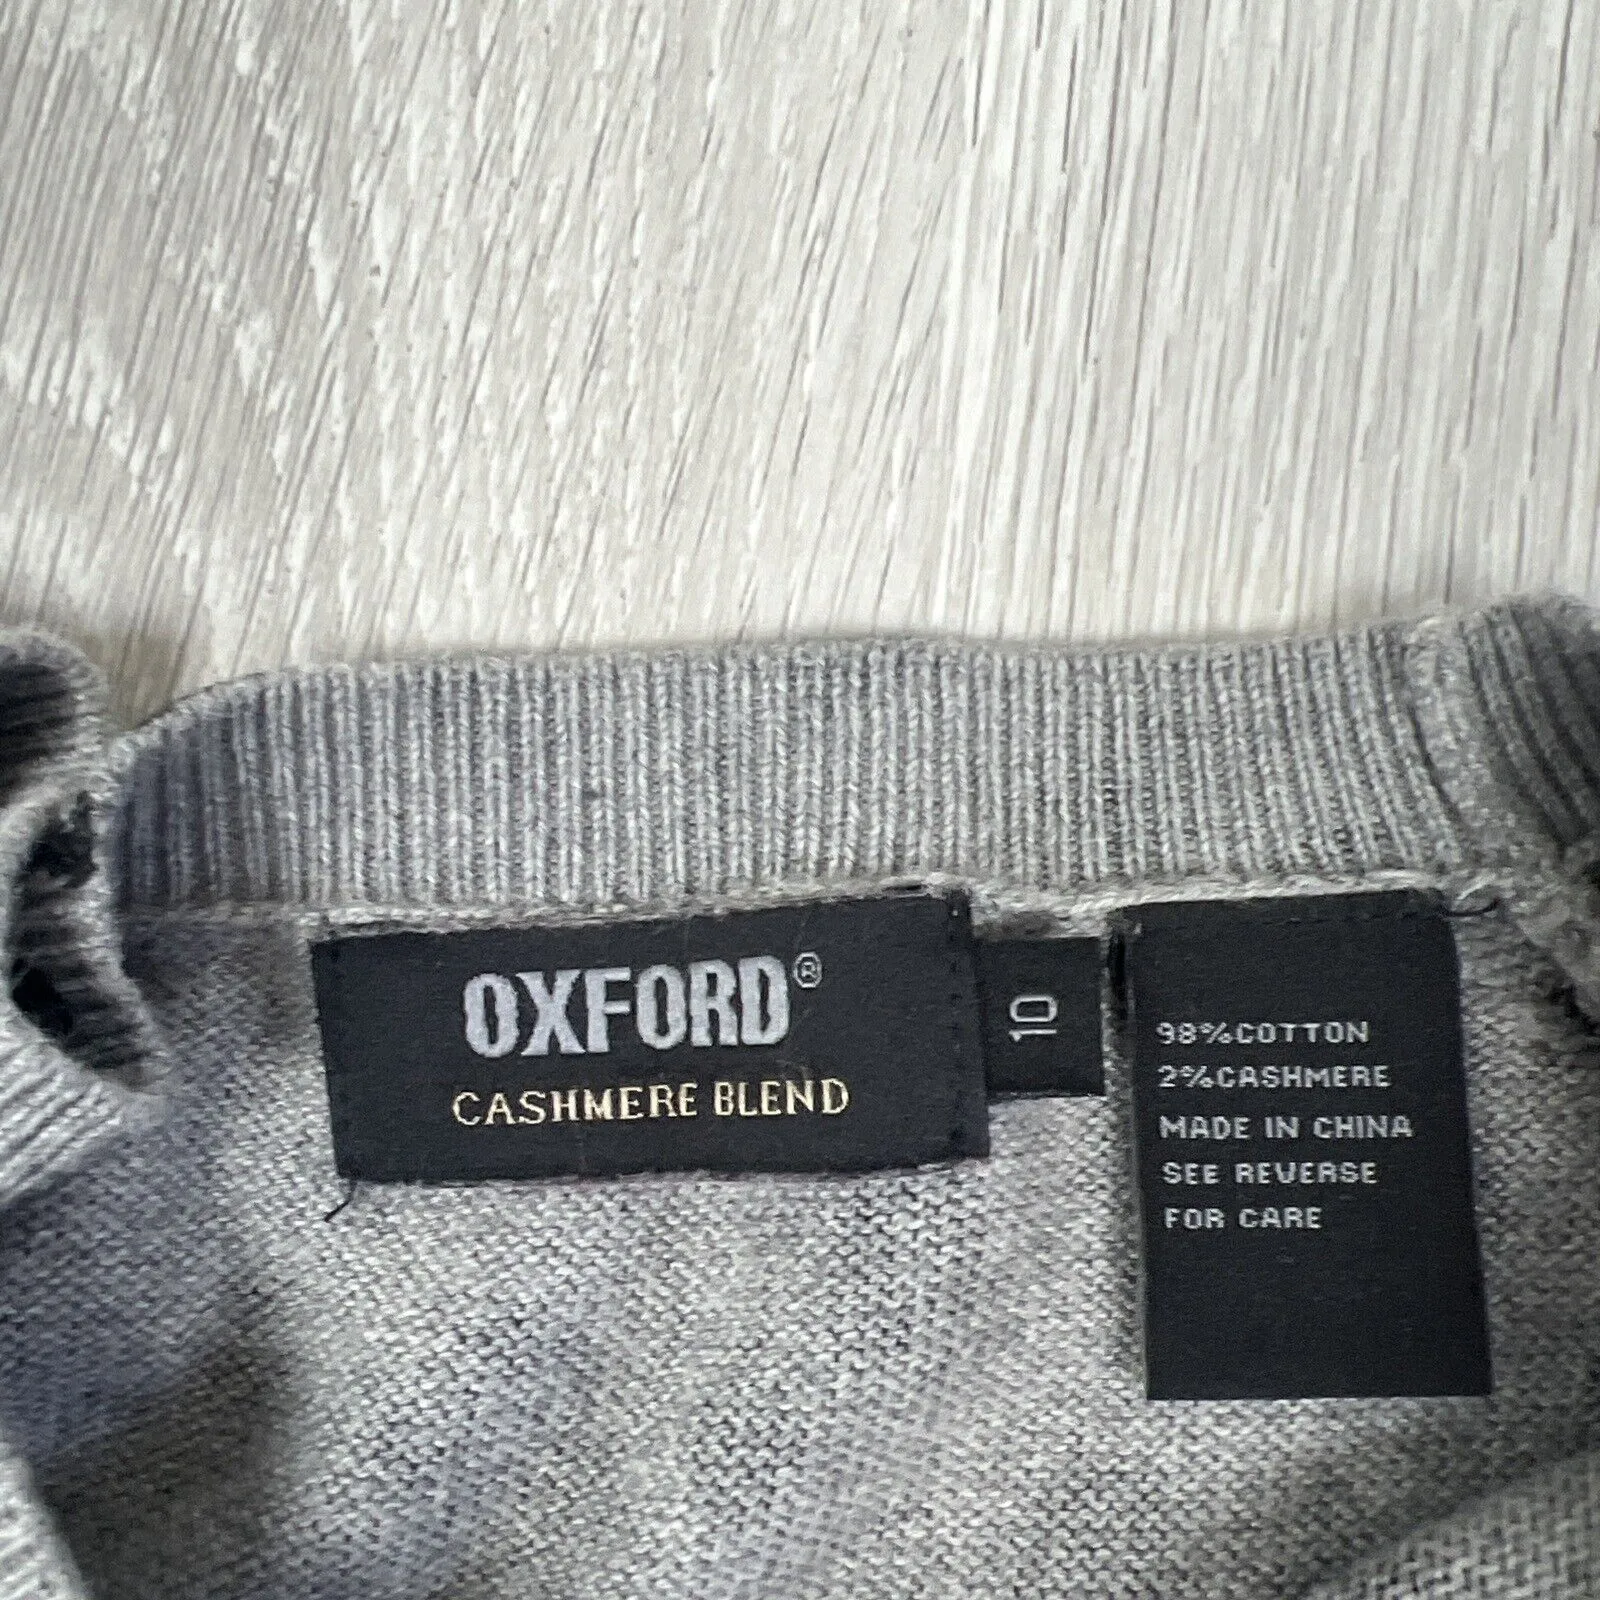 OXFORD®
CASHMERE BLEND
10
98%COTTON
2%CASHMERE
MADE IN CHINA
SEE REVERSE
FOR CARE